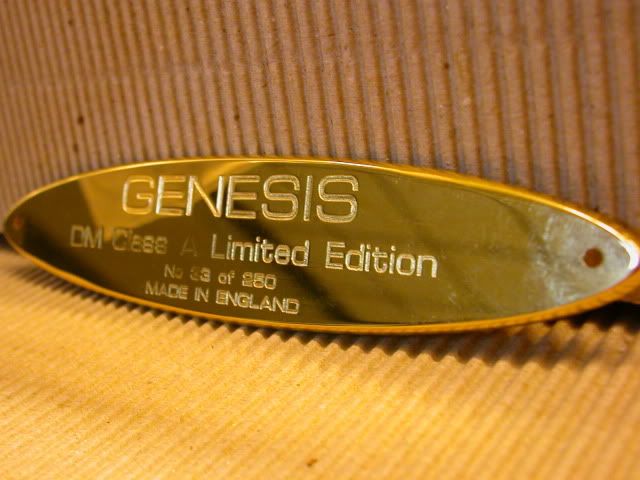 GENESIS
DM-Class A Limited Edition
No 33 of 250
MADE IN ENGLAND